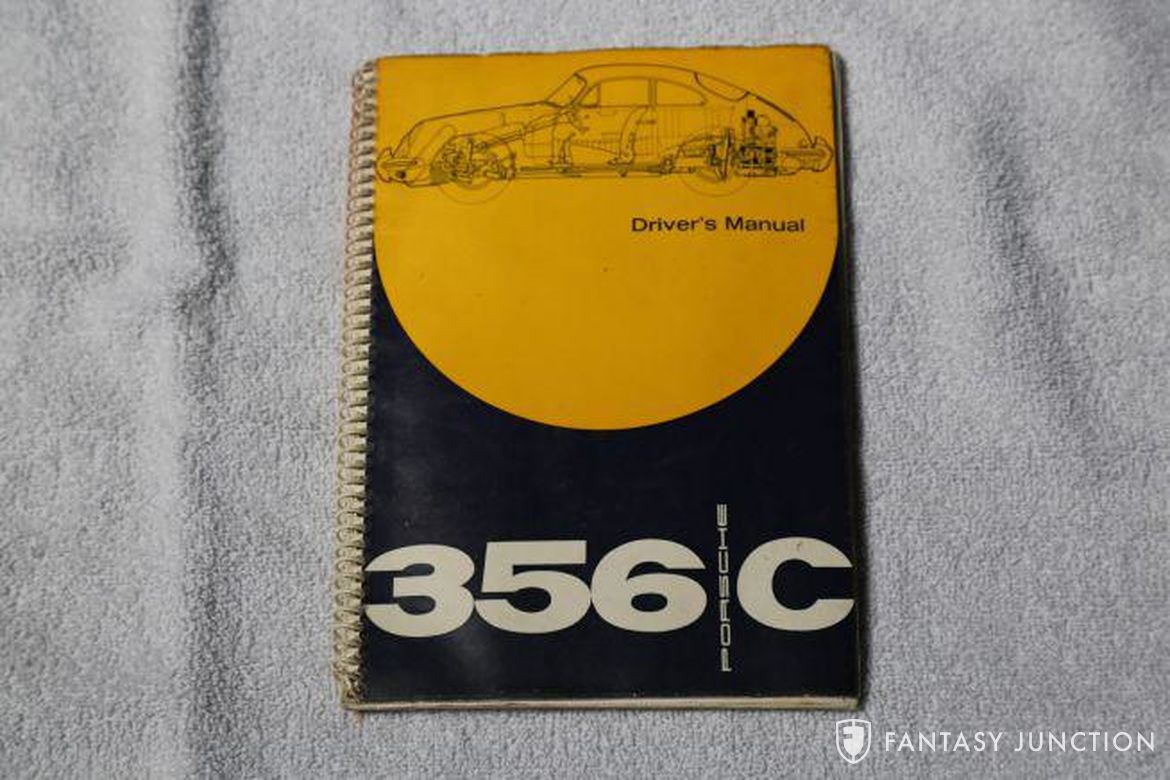 Driver's Manual
356 PORSCHE C
FANTASY JUNCTION